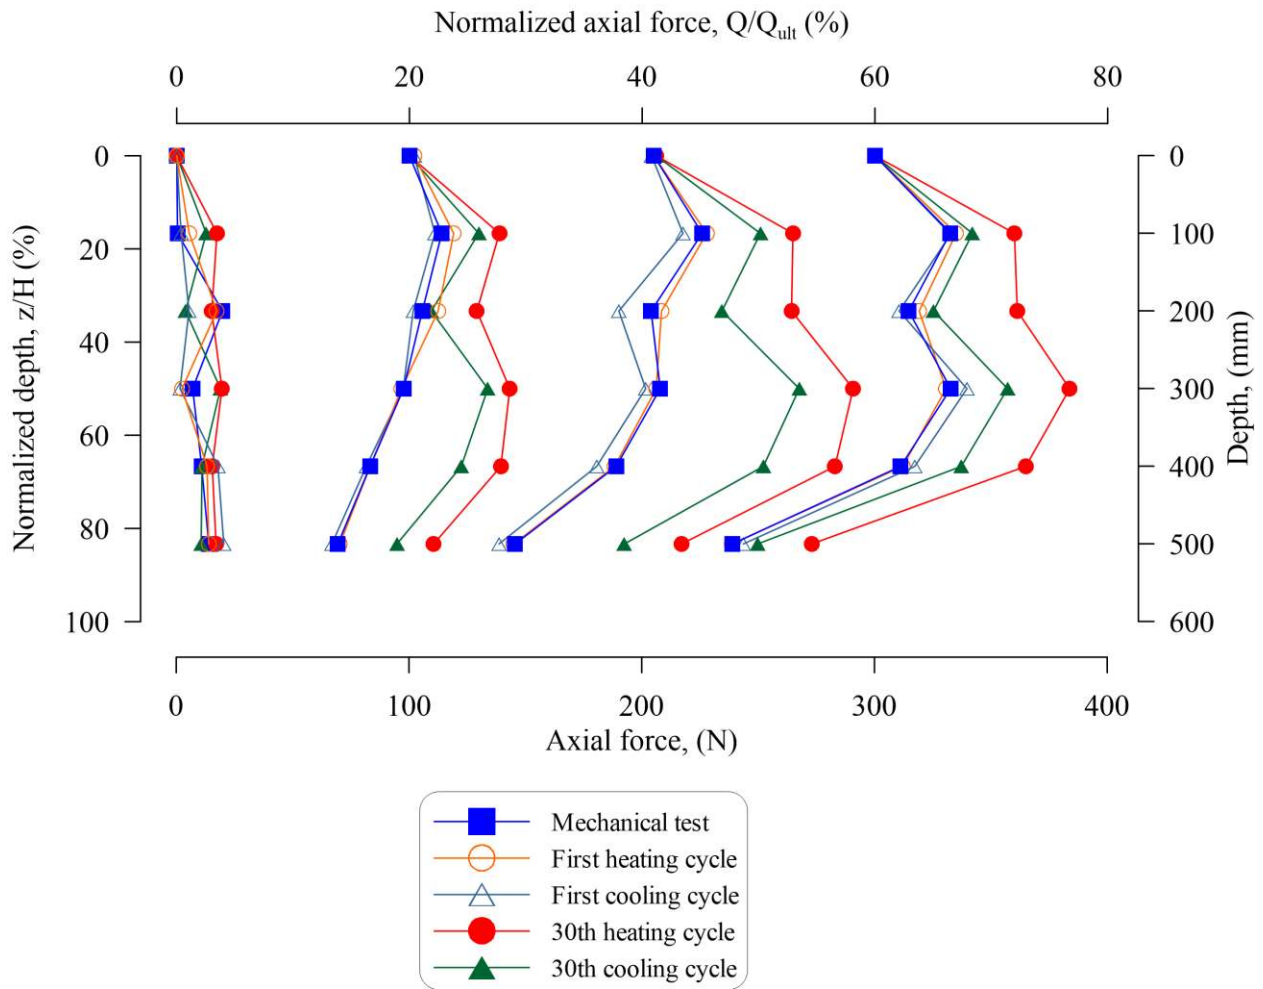 Normalized axial force, Q/Qult (%)
0 20 40 60 80
Normalized depth, z/H (%)
0
20
40
60
80
100
0
100
200
300
400
500
600
Depth, (mm)
0 100 200 300 400
Axial force, (N)
Mechanical test
First heating cycle
First cooling cycle
30th heating cycle
30th cooling cycle